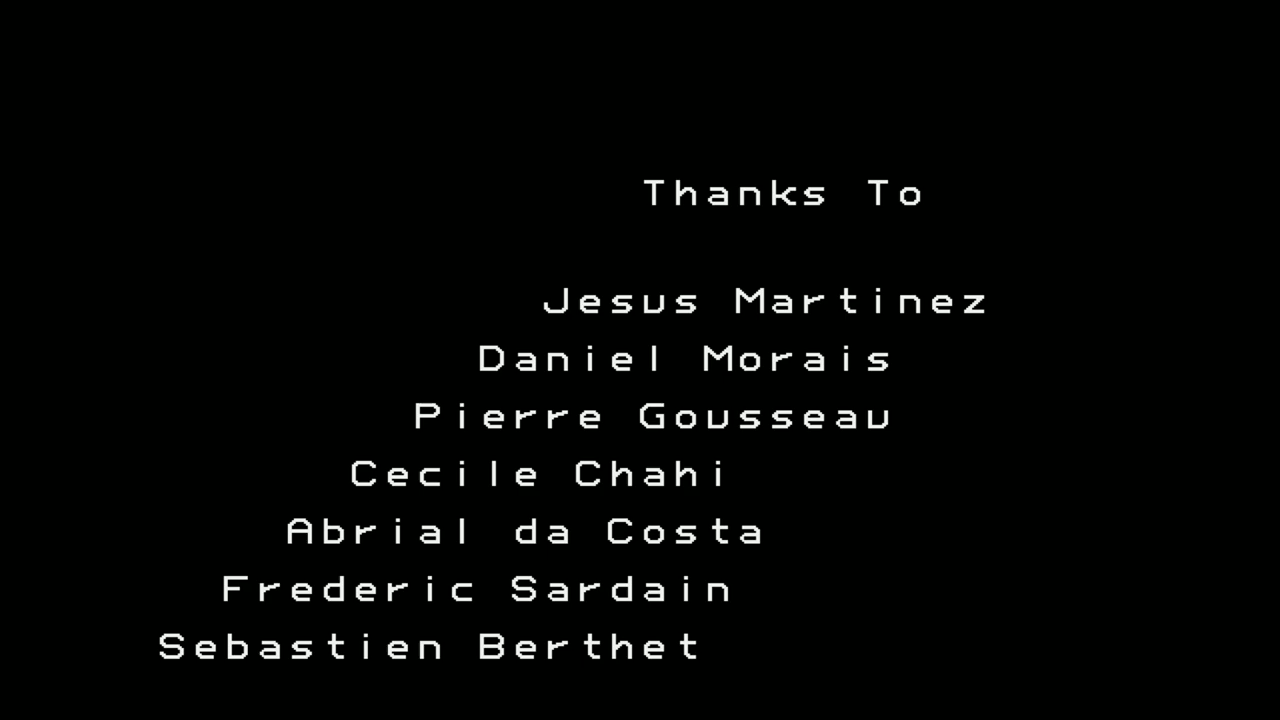 Thanks To
Jesus Martinez
Daniel Morais
Pierre Gousseau
Cecile Chahi
Abrial da Costa
Frederic Sardain
Sebastien Berthet